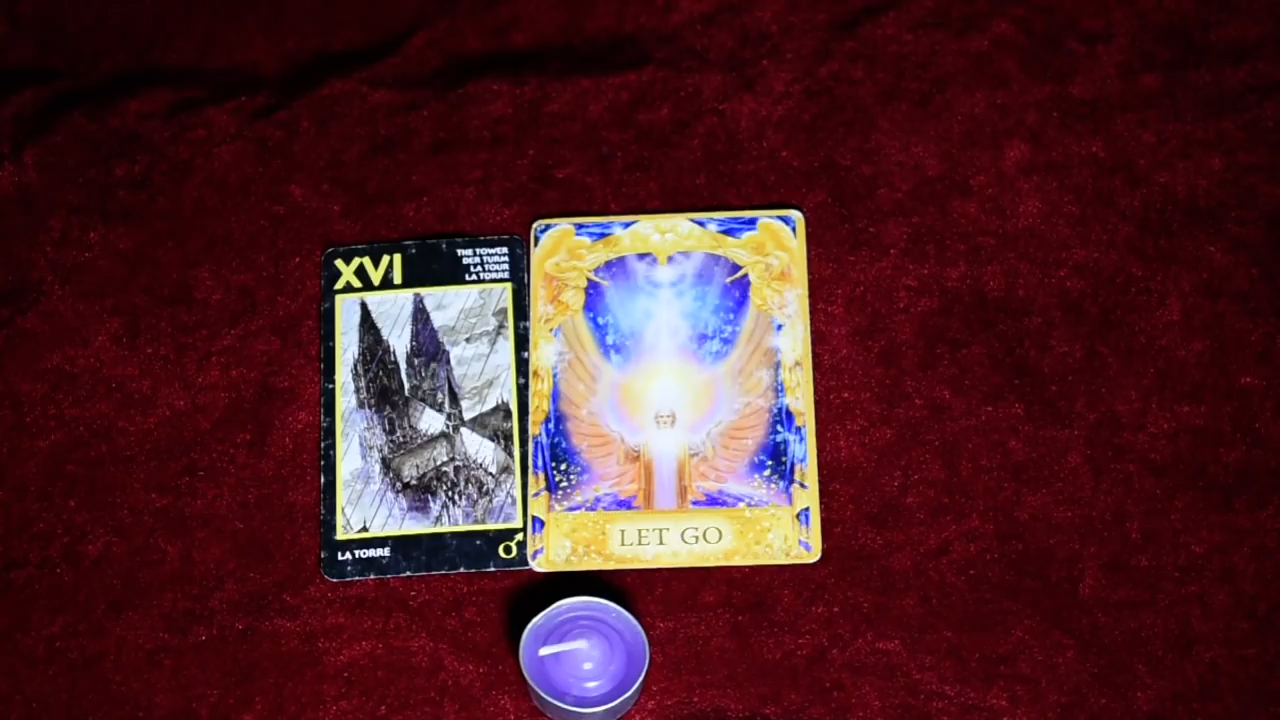 XVI
THE TOWER
DER TURM
LA TOUR
LA TORRE
LA TORRE
LET GO